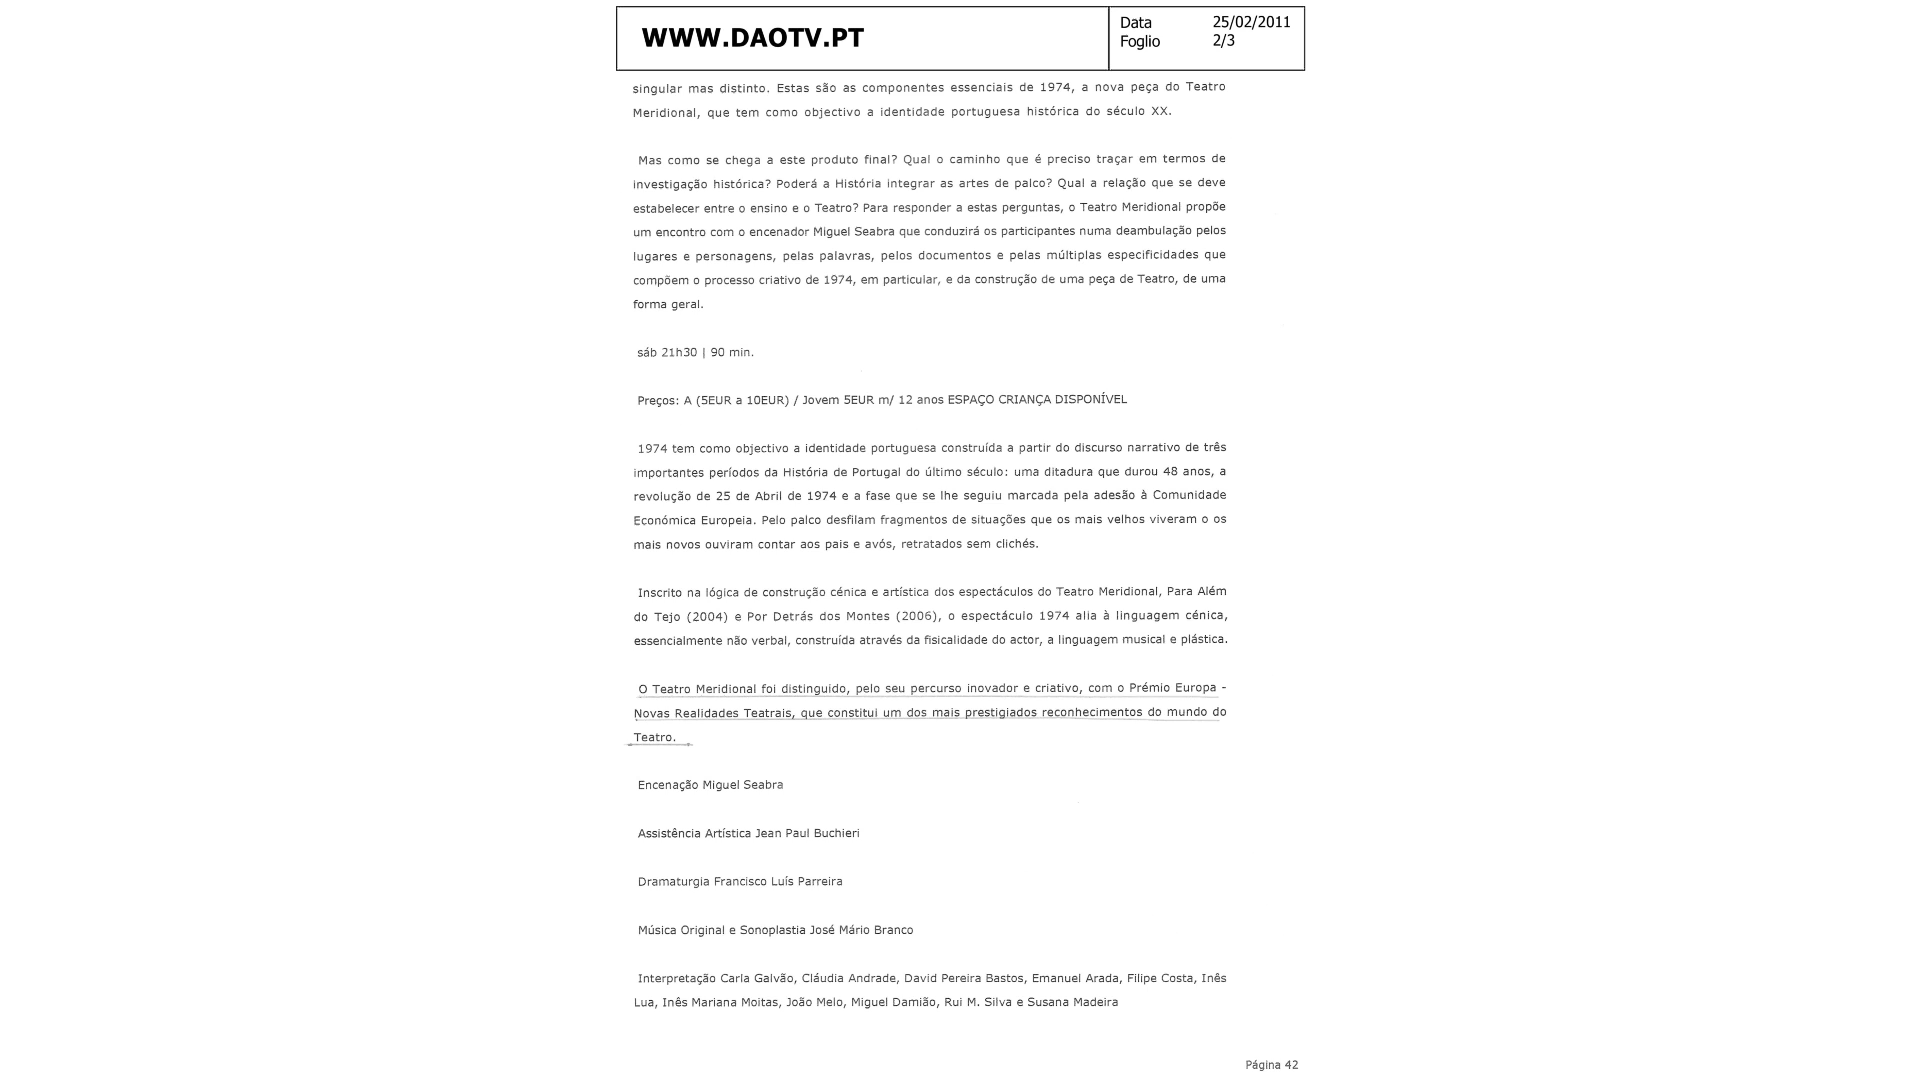 WWW.DAOTV.PT
Data 25/02/2011
Foglio 2/3
singular mas distinto. Estas são as componentes essenciais de 1974, a nova peça do Teatro
Meridional, que tem como objectivo a identidade portuguesa histórica do século XX.
Mas como se chega a este produto final? Qual o caminho que é preciso traçar em termos de
investigação histórica? Poderá a História integrar as artes de palco? Qual a relação que se deve
estabelecer entre o ensino e o Teatro? Para responder a estas perguntas, o Teatro Meridional propõe
um encontro com o encenador Miguel Seabra que conduzirá os participantes numa deambulação pelos
lugares e personagens, pelas palavras, pelos documentos e pelas múltiplas especificidades que
compõem o processo criativo de 1974, em particular, e da construção de uma peça de Teatro, de uma
forma geral.
sáb 21h30 | 90 min.
Preços: A (5EUR a 10EUR) / Jovem 5EUR m/ 12 anos ESPAÇO CRIANÇA DISPONÍVEL
1974 tem como objectivo a identidade portuguesa construída a partir do discurso narrativo de três
importantes períodos da História de Portugal do último século: uma ditadura que durou 48 anos, a
revolução de 25 de Abril de 1974 e a fase que se lhe seguiu marcada pela adesão à Comunidade
Económica Europeia. Pelo palco desfilam fragmentos de situações que os mais velhos viveram o os
mais novos ouviram contar aos pais e avós, retratados sem clichés.
Inscrito na lógica de construção cénica e artística dos espectáculos do Teatro Meridional, Para Além
do Tejo (2004) e Por Detrás dos Montes (2006), o espectáculo 1974 alia à linguagem cénica,
essencialmente não verbal, construída através da fisicalidade do actor, a linguagem musical e plástica.
O Teatro Meridional foi distinguido, pelo seu percurso inovador e criativo, com o Prémio Europa -
Novas Realidades Teatrais, que constitui um dos mais prestigiados reconhecimentos do mundo do
Teatro.
Encenação Miguel Seabra
Assistência Artística Jean Paul Buchieri
Dramaturgia Francisco Luís Parreira
Música Original e Sonoplastia José Mário Branco
Interpretação Carla Galvão, Cláudia Andrade, David Pereira Bastos, Emanuel Arada, Filipe Costa, Inês
Lua, Inês Mariana Moitas, João Melo, Miguel Damião, Rui M. Silva e Susana Madeira
Página 42